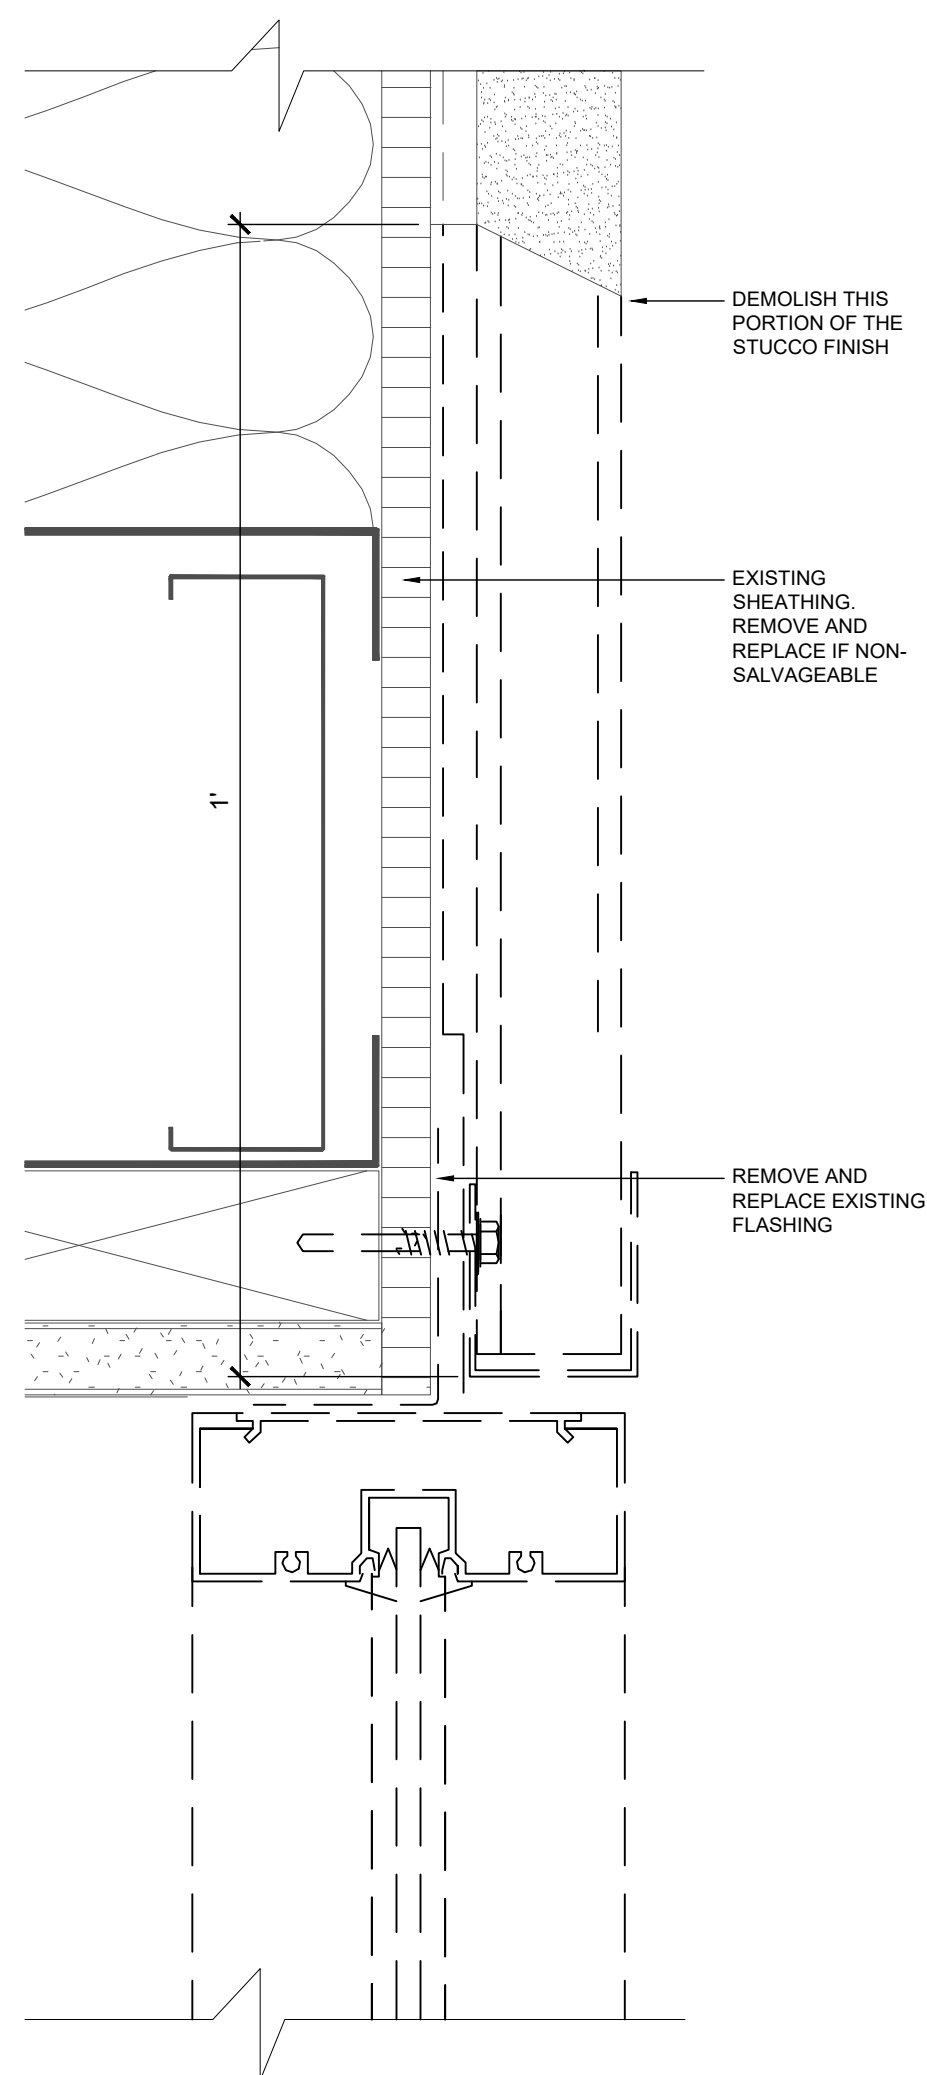 DEMOLISH THIS
PORTION OF THE
STUCCO FINISH
EXISTING
SHEATHING.
REMOVE AND
REPLACE IF NON-
SALVAGEABLE
1'
REMOVE AND
REPLACE EXISTING
FLASHING